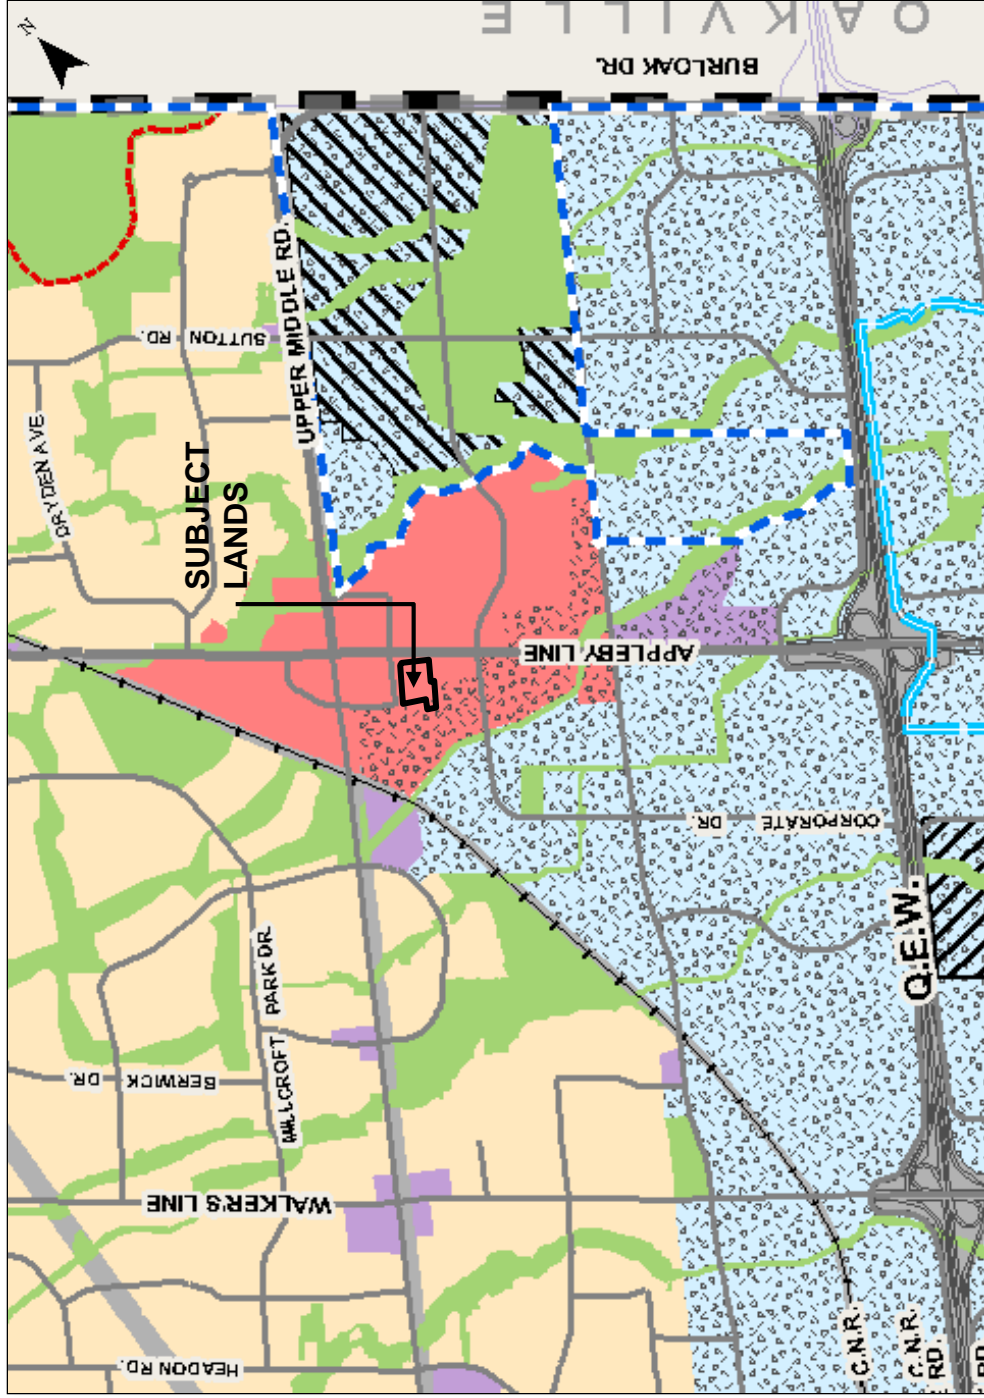 N
OAKVILLE
BURLOAK DR.
UPPER MIDDLE RD.
SUTTON RD.
DRYDEN AVE.
SUBJECT
LANDS
APPLEBY LINE
CORPORATE DR.
Q.E.W.
PARK DR.
MILLCROFT
BERWICK DR.
WALKER'S LINE
HEADON RD.
C.N.R.
C.N.R.
RD.
RD